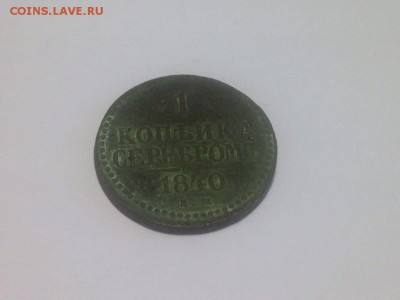 COINS.LAVE.RU
1
КОПѢЙКА
СЕРЕБРОМЪ
1840